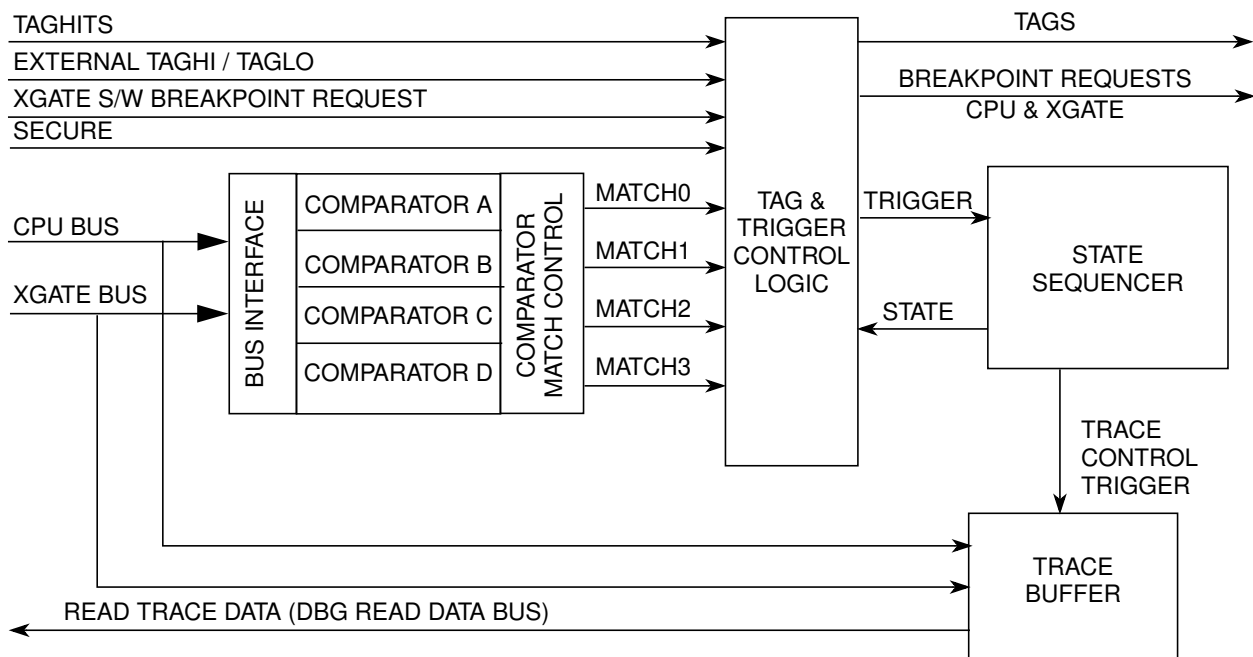 TAGHITS
TAGS
EXTERNAL TAGHI / TAGLO
BREAKPOINT REQUESTS
CPU & XGATE
XGATE S/W BREAKPOINT REQUEST
SECURE
CPU BUS
XGATE BUS
BUS INTERFACE
COMPARATOR A
COMPARATOR B
COMPARATOR C
COMPARATOR D
COMPARATOR
MATCH CONTROL
MATCH0
MATCH1
MATCH2
MATCH3
TAG &
TRIGGER
CONTROL
LOGIC
TRIGGER
STATE
STATE
SEQUENCER
TRACE
CONTROL
TRIGGER
TRACE
BUFFER
READ TRACE DATA (DBG READ DATA BUS)